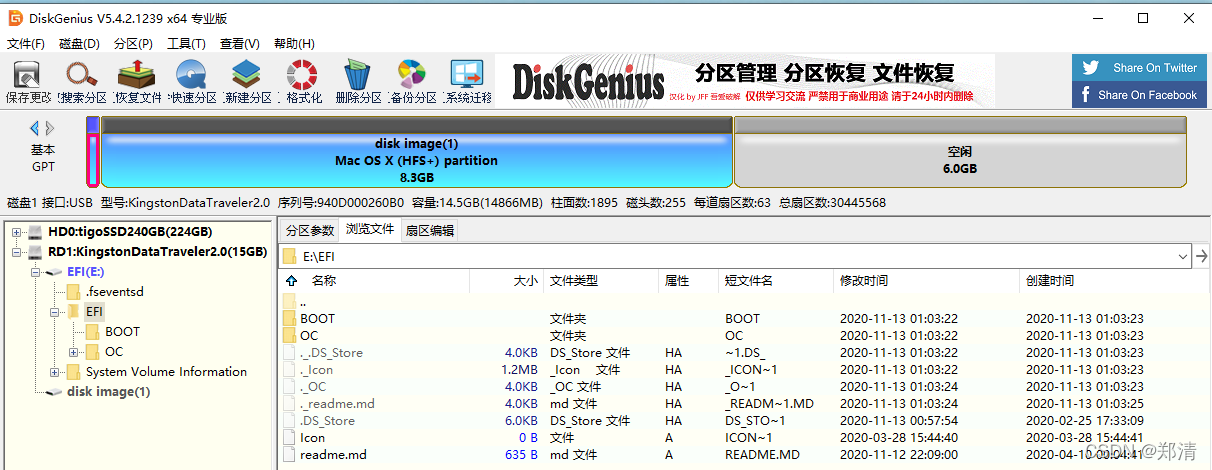 DiskGenius V5.4.2.1239 x64 专业版
文件(F) 磁盘(D) 分区(P) 工具(T) 查看(V) 帮助(H)
保存更改 搜索分区 恢复文件 快速分区 新建分区 格式化 删除分区 备份分区 系统迁移
DiskGenius 分区管理 分区恢复 文件恢复
汉化 by JFF 吾爱破解 仅供学习交流 严禁用于商业用途 请于24小时内删除
Share On Twitter
Share On Facebook
基本
GPT
disk image(1)
Mac OS X (HFS+) partition
8.3GB
空闲
6.0GB
磁盘1 接口:USB 型号:KingstonDataTraveler2.0 序列号:940D000260B0 容量:14.5GB(14866MB) 柱面数:1895 磁头数:255 每道扇区数:63 总扇区数:30445568
HD0:tigoSSD240GB(224GB)
RD1:KingstonDataTraveler2.0(15GB)
EFI(E:)
.fseventsd
EFI
BOOT
OC
System Volume Information
disk image(1)
分区参数 浏览文件 扇区编辑
E:\EFI
名称 大小 文件类型 属性 短文件名 修改时间 创建时间
..
BOOT 文件夹 BOOT 2020-11-13 01:03:22 2020-11-13 01:03:23
OC 文件夹 OC 2020-11-13 01:03:22 2020-11-13 01:03:23
._.DS_Store 4.0KB DS_Store 文件 HA ~1.DS_ 2020-11-13 01:03:22 2020-11-13 01:03:23
._Icon 1.2MB _Icon 文件 HA _ICON~1 2020-11-13 01:03:22 2020-11-13 01:03:23
._OC 4.0KB _OC 文件 HA _O~1 2020-11-13 01:03:24 2020-11-13 01:03:23
._readme.md 4.0KB md 文件 HA _READM~1.MD 2020-11-13 01:03:24 2020-11-13 01:03:25
.DS_Store 6.0KB DS_Store 文件 HA DS_STO~1 2020-11-13 00:57:54 2020-02-25 17:33:09
Icon 0 B 文件 A ICON~1 2020-03-28 15:44:40 2020-03-28 15:44:41
readme.md 635 B md 文件 A README.MD 2020-11-12 22:09:00 2020-04-10 00:04:41
CSDN @郑清